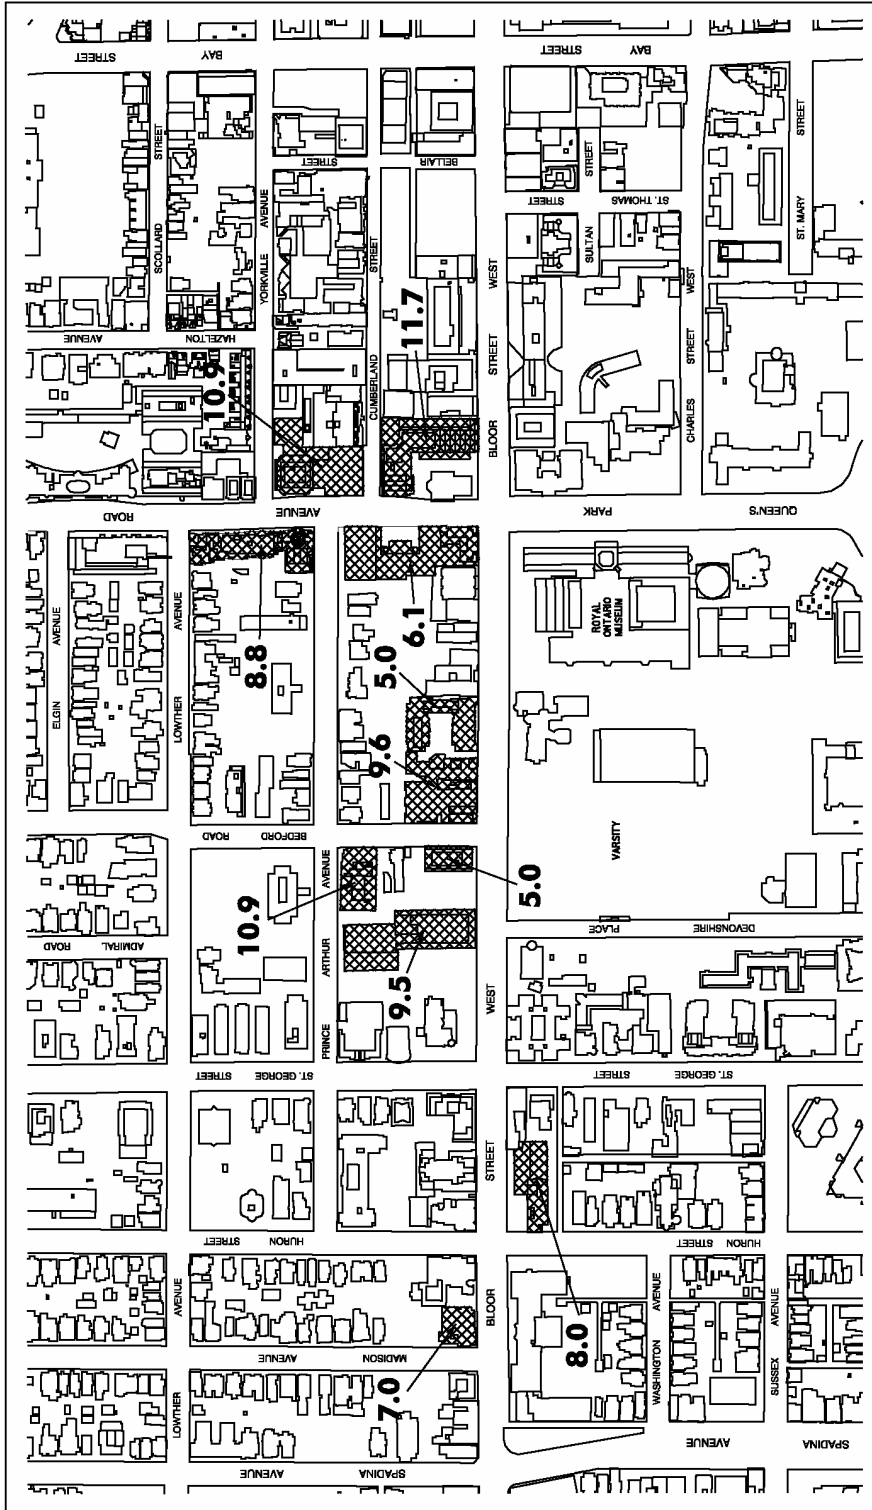 BAY STREET
BAY STREET
SCOLLARD STREET
YORKVILLE AVENUE
HAZELTON AVENUE
CUMBERLAND STREET
BELLAIR STREET
BLOOR STREET WEST
SULTAN STREET
ST. THOMAS STREET
ST. MARY STREET
CHARLES STREET WEST
10.9
11.7
AVENUE ROAD
QUEEN'S PARK
ELGIN AVENUE
LOWTHER AVENUE
8.8
6.1
5.0
9.6
ROYAL
ONTARIO
MUSEUM
BEDFORD ROAD
VARSITY
PRINCE ARTHUR AVENUE
10.9
5.0
9.5
ADMIRAL ROAD
DEVONSHIRE PLACE
ST. GEORGE STREET
ST. GEORGE STREET
BLOOR STREET WEST
HURON STREET
HURON STREET
8.0
7.0
LOWTHER AVENUE
MADISON AVENUE
WASHINGTON AVENUE
SUSSEX AVENUE
SPADINA AVENUE
SPADINA AVENUE